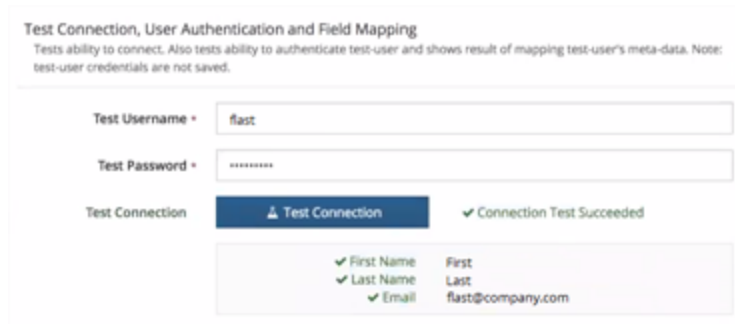 Test Connection, User Authentication and Field Mapping
Tests ability to connect. Also tests ability to authenticate test-user and shows result of mapping test-user's meta-data. Note:
test-user credentials are not saved.
Test Username • flast
Test Password • •••••••••
Test Connection Test Connection ✔ Connection Test Succeeded
✔ First Name First
✔ Last Name Last
✔ Email flast@company.com